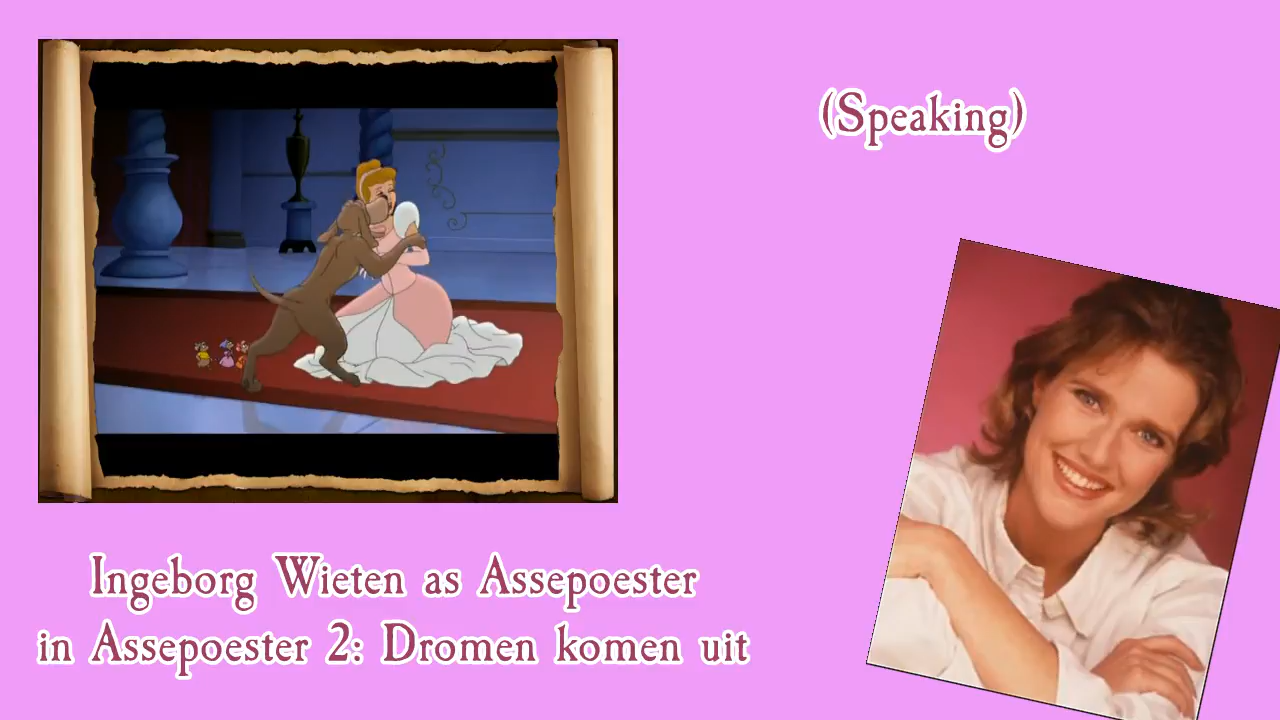 (Speaking)
Ingeborg Wieten as Assepoester
in Assepoester 2: Dromen komen uit